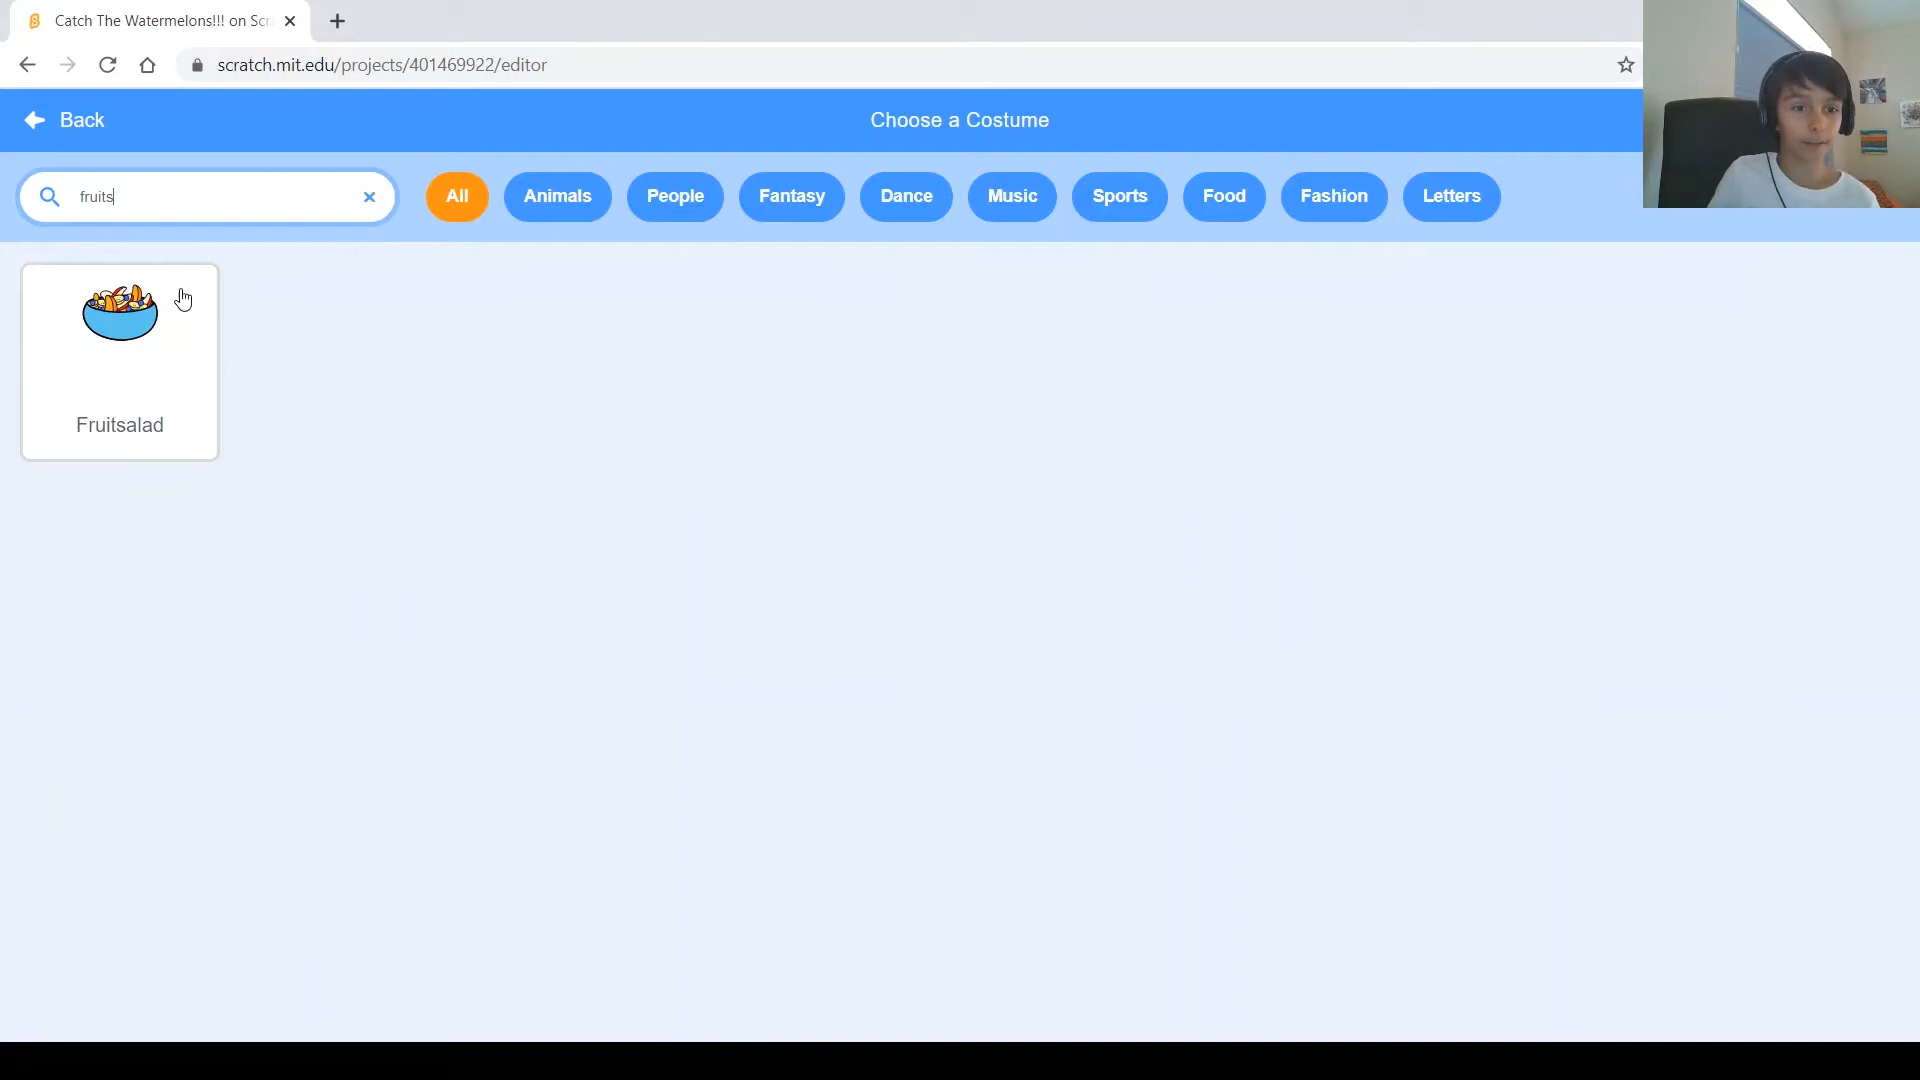 Catch The Watermelons!!! on Scr
scratch.mit.edu/projects/401469922/editor
Back
Choose a Costume
fruits
All
Animals
People
Fantasy
Dance
Music
Sports
Food
Fashion
Letters
Fruitsalad